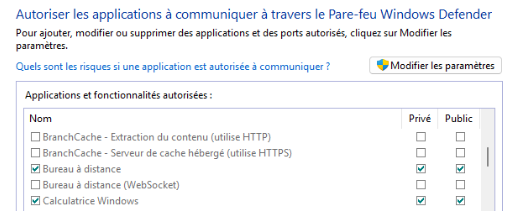 Autoriser les applications à communiquer à travers le Pare-feu Windows Defender
Pour ajouter, modifier ou supprimer des applications et des ports autorisés, cliquez sur Modifier les
paramètres.
Quels sont les risques si une application est autorisée à communiquer ?
Modifier les paramètres
Applications et fonctionnalités autorisées :
Nom Privé Public
BranchCache - Extraction du contenu (utilise HTTP)
BranchCache - Serveur de cache hébergé (utilise HTTPS)
Bureau à distance
Bureau à distance (WebSocket)
Calculatrice Windows